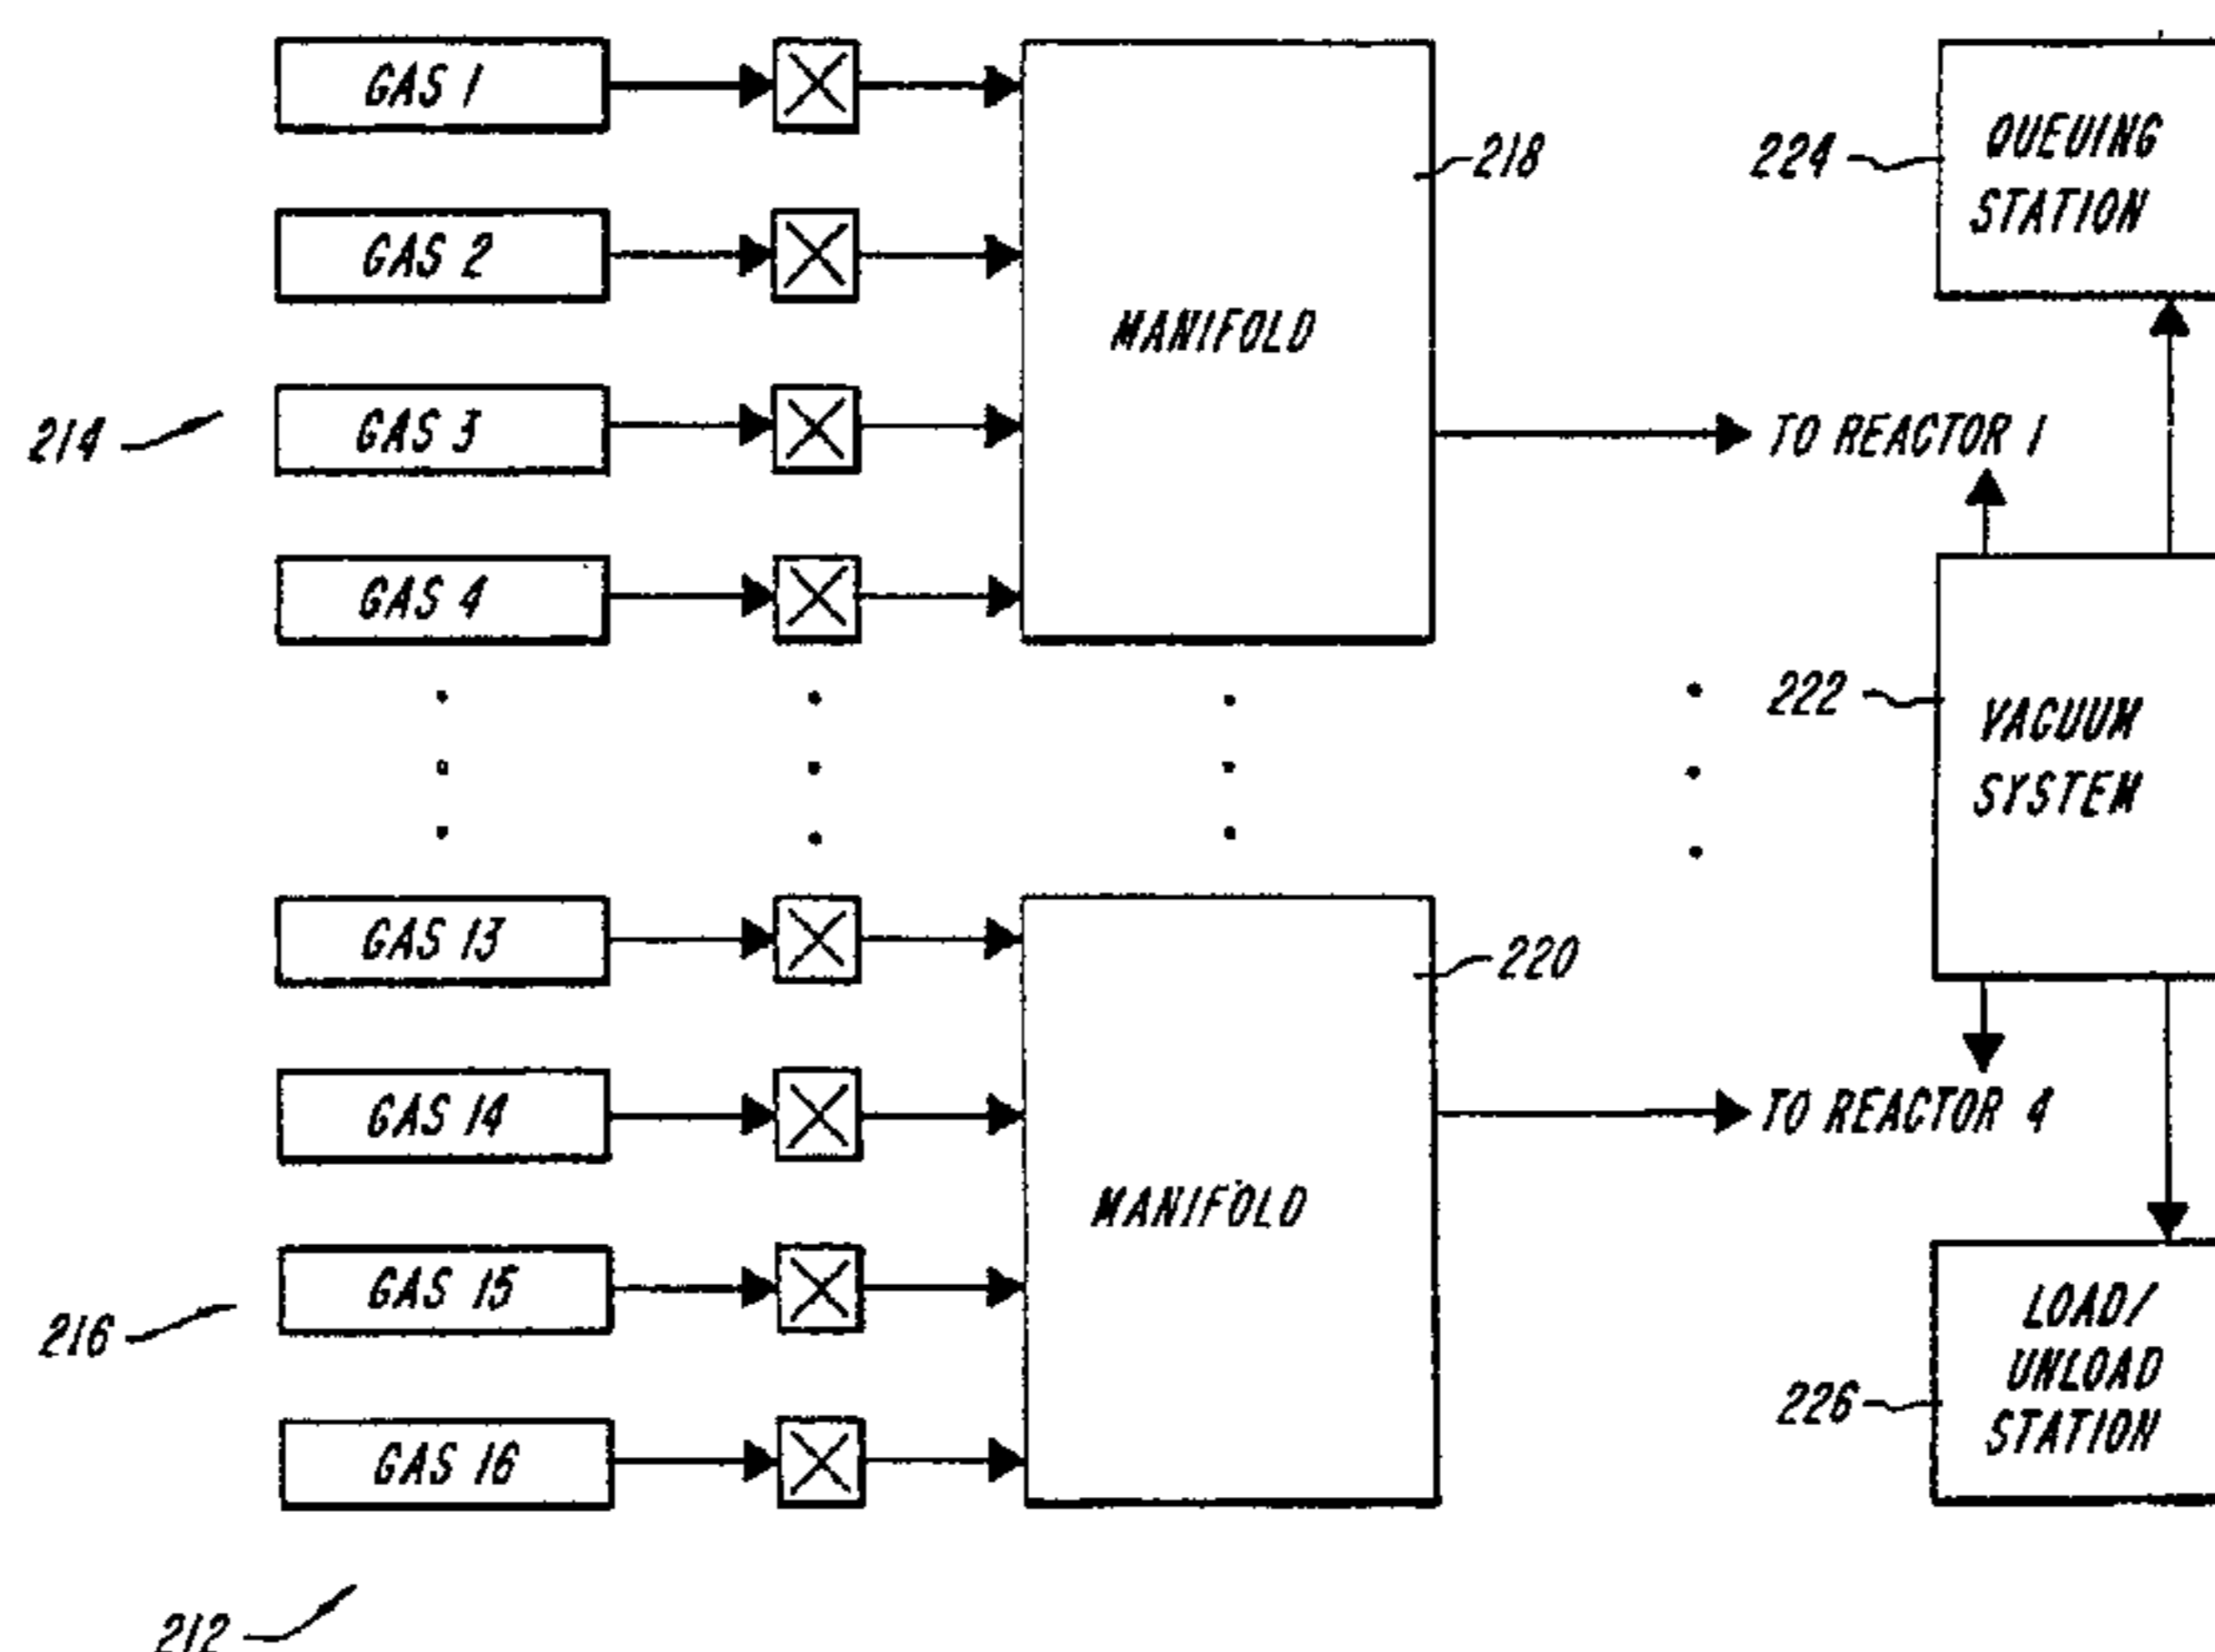 GAS 1
GAS 2
GAS 3
GAS 4
214
MANIFOLD
218
TO REACTOR 1
224
QUEUING
STATION
222
VACUUM
SYSTEM
GAS 13
GAS 14
GAS 15
GAS 16
216
MANIFOLD
220
TO REACTOR 4
226
LOAD/
UNLOAD
STATION
212